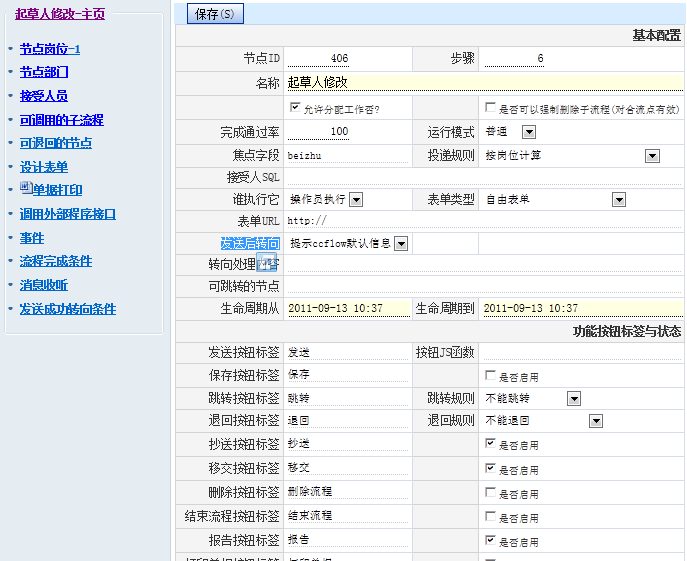 起草人修改-主页
节点岗位-1
节点部门
接受人员
可调用的子流程
可退回的节点
设计表单
单据打印
调用外部程序接口
事件
流程完成条件
消息收听
发送成功转向条件
保存(S)
基本配置
节点ID 406 步骤 6
名称 起草人修改
允许分配工作否? 是否可以强制删除子流程(对合流点有效)
完成通过率 100 运行模式 普通
焦点字段 beizhu 投递规则 按岗位计算
接受人SQL
谁执行它 操作员执行 表单类型 自由表单
表单URL http://
发送后转向 提示ccflow默认信息
转向处理内容
可跳转的节点
生命周期从 2011-09-13 10:37 生命周期到 2011-09-13 10:37
功能按钮标签与状态
发送按钮标签 发送 按钮JS函数
保存按钮标签 保存 是否启用
跳转按钮标签 跳转 跳转规则 不能跳转
退回按钮标签 退回 退回规则 不能退回
抄送按钮标签 抄送 是否启用
移交按钮标签 移交 是否启用
删除按钮标签 删除流程 是否启用
结束流程按钮标签 结束流程 是否启用
报告按钮标签 报告 是否启用